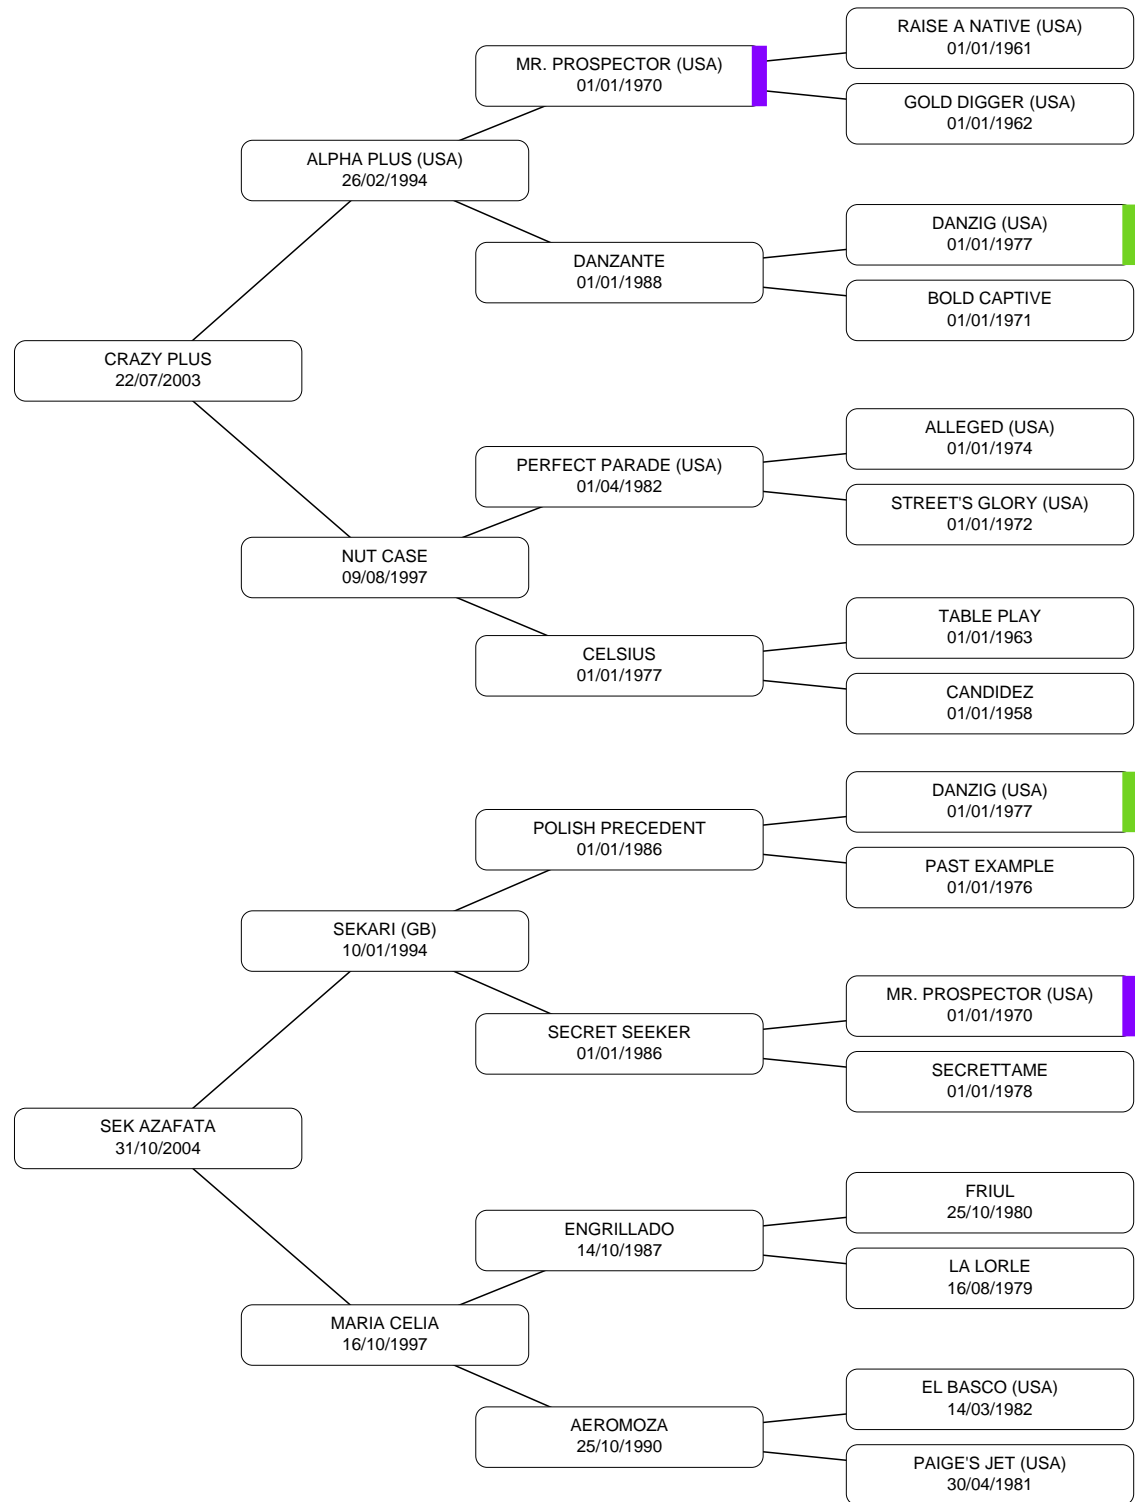 RAISE A NATIVE (USA)
01/01/1961
MR. PROSPECTOR (USA)
01/01/1970
GOLD DIGGER (USA)
01/01/1962
ALPHA PLUS (USA)
26/02/1994
DANZIG (USA)
01/01/1977
DANZANTE
01/01/1988
BOLD CAPTIVE
01/01/1971
CRAZY PLUS
22/07/2003
ALLEGED (USA)
01/01/1974
PERFECT PARADE (USA)
01/04/1982
STREET'S GLORY (USA)
01/01/1972
NUT CASE
09/08/1997
TABLE PLAY
01/01/1963
CELSIUS
01/01/1977
CANDIDEZ
01/01/1958
DANZIG (USA)
01/01/1977
POLISH PRECEDENT
01/01/1986
PAST EXAMPLE
01/01/1976
SEKARI (GB)
10/01/1994
MR. PROSPECTOR (USA)
01/01/1970
SECRET SEEKER
01/01/1986
SECRETTAME
01/01/1978
SEK AZAFATA
31/10/2004
FRIUL
25/10/1980
ENGRILLADO
14/10/1987
LA LORLE
16/08/1979
MARIA CELIA
16/10/1997
EL BASCO (USA)
14/03/1982
AEROMOZA
25/10/1990
PAIGE'S JET (USA)
30/04/1981